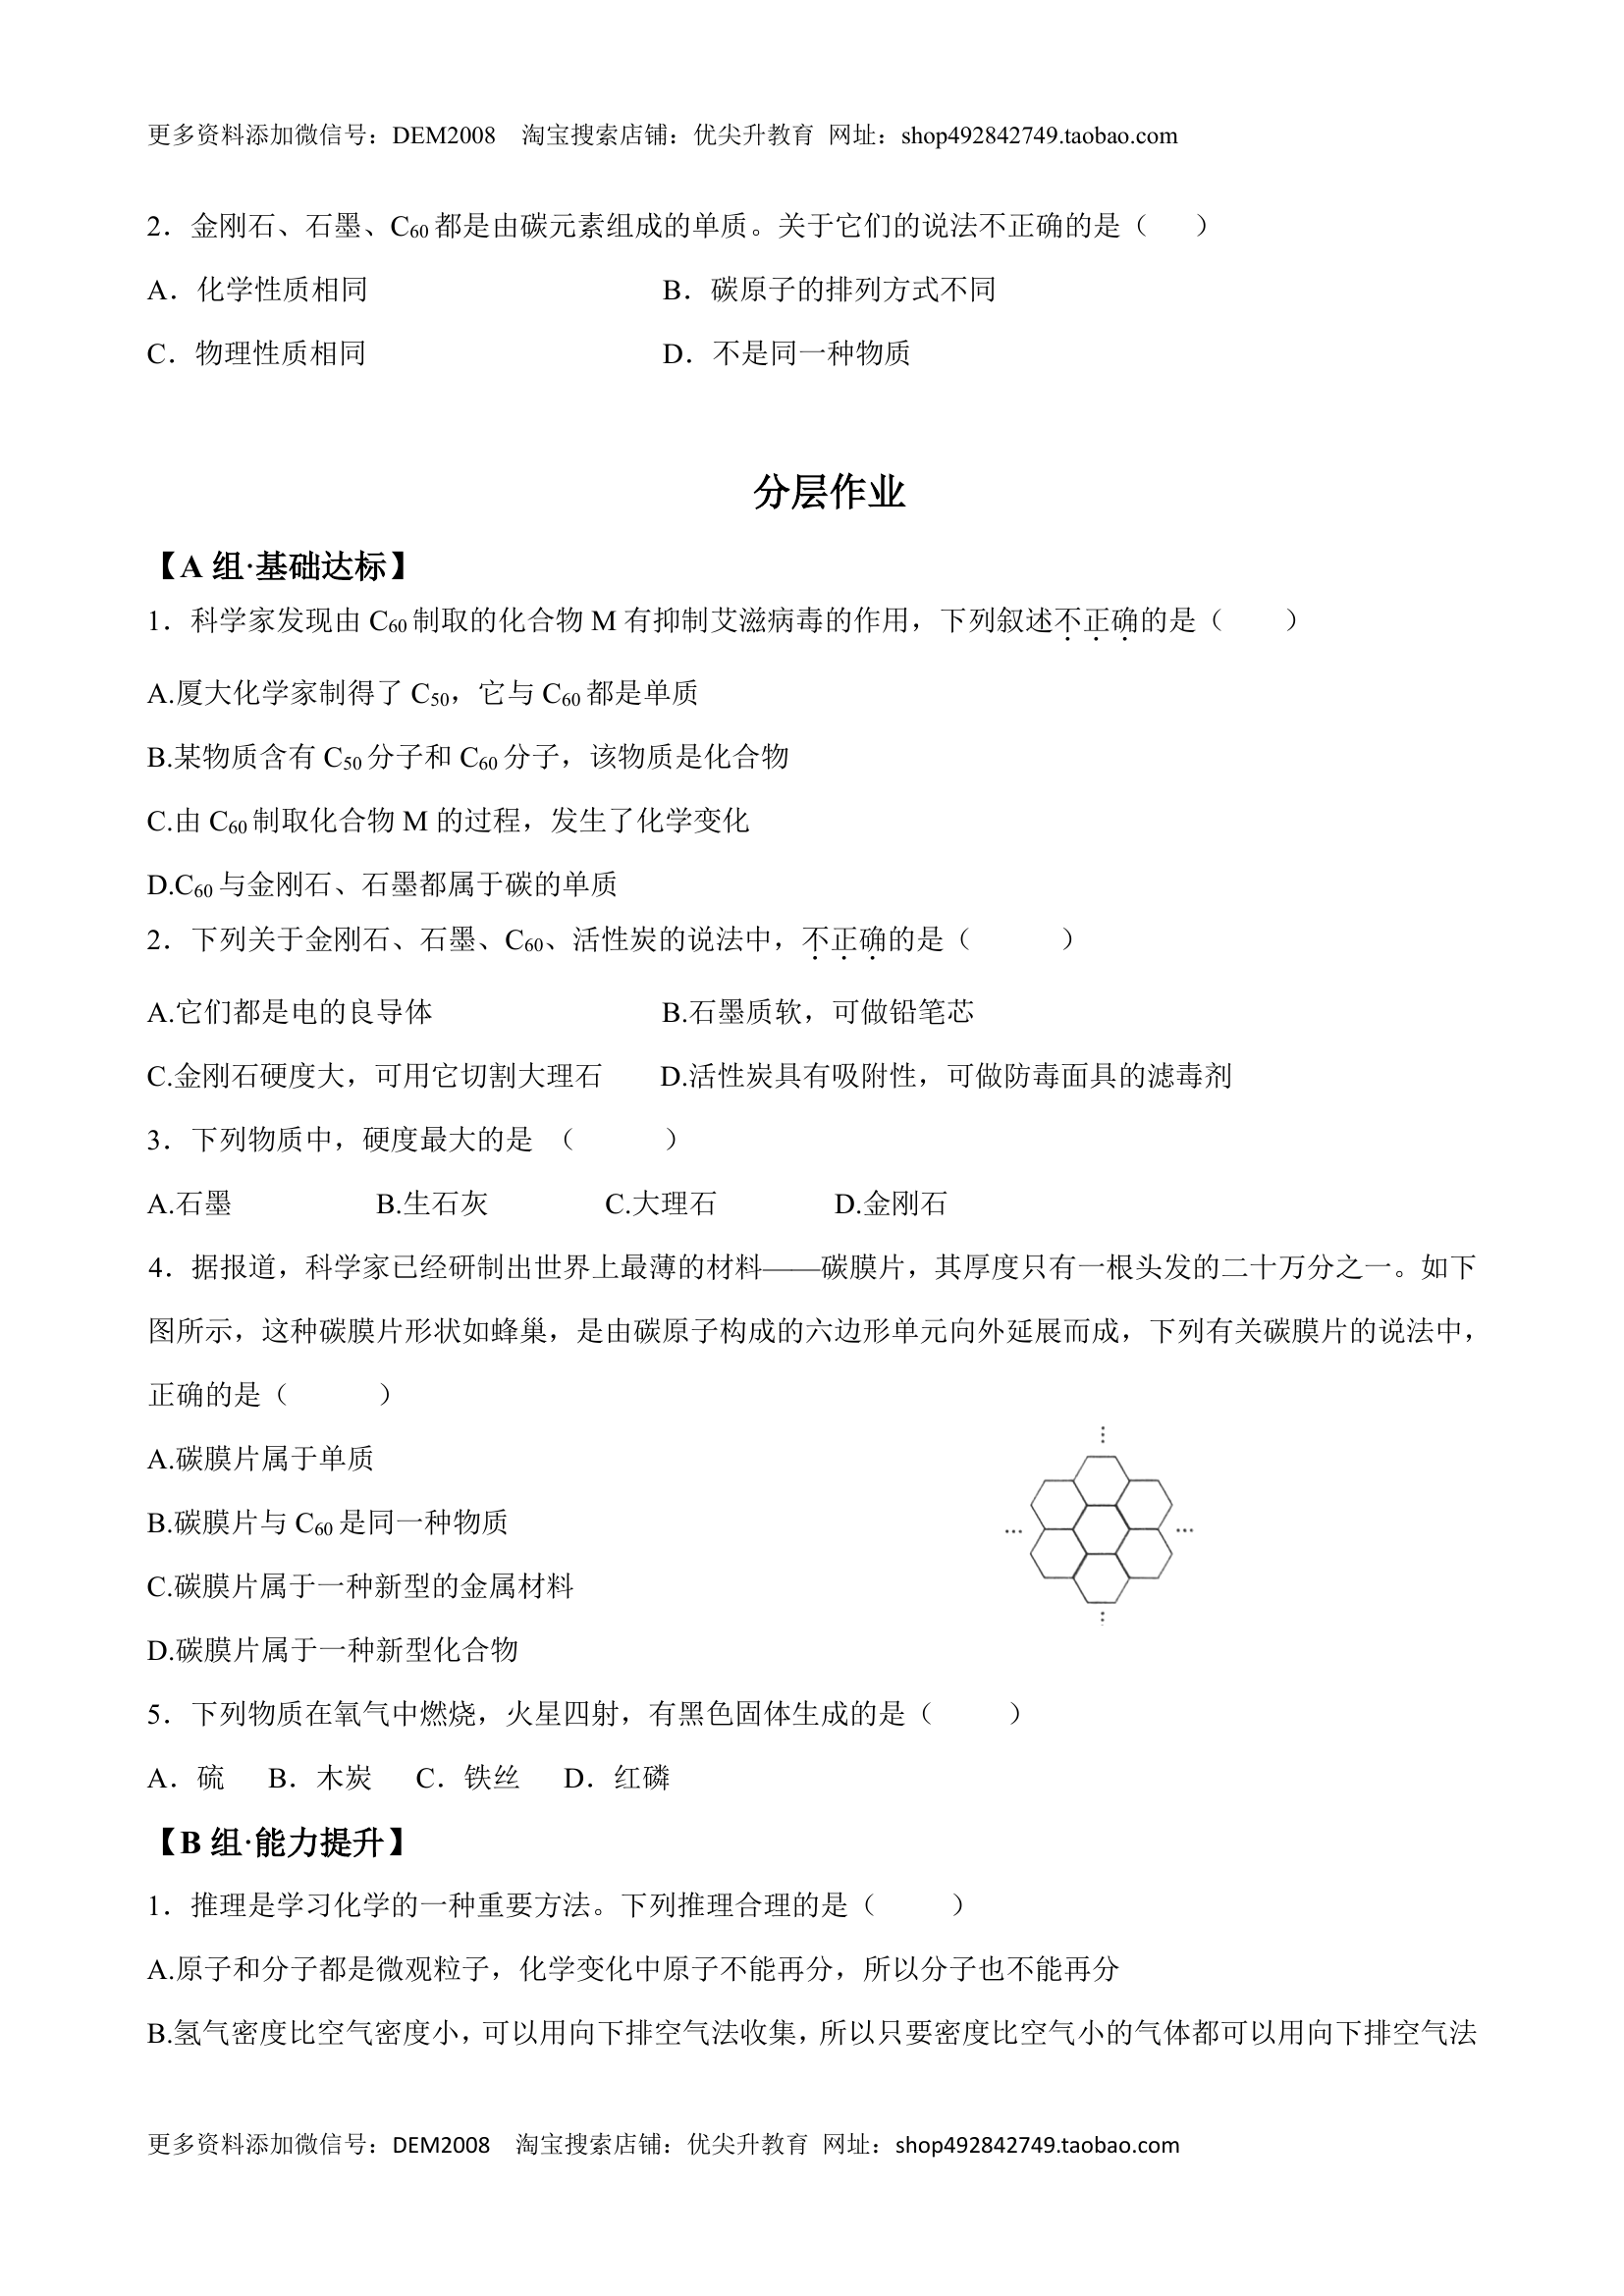 更多资料添加微信号：DEM2008    淘宝搜索店铺：优尖升教育  网址：shop492842749.taobao.com
2．金刚石、石墨、C60都是由碳元素组成的单质。关于它们的说法不正确的是（    ）
A．化学性质相同    B．碳原子的排列方式不同
C．物理性质相同    D．不是同一种物质
分层作业
【A 组·基础达标】
1．科学家发现由 C60制取的化合物 M 有抑制艾滋病毒的作用，下列叙述不正确的是（    ）
A.厦大化学家制得了 C50，它与 C60都是单质
B.某物质含有 C50分子和 C60分子，该物质是化合物
C.由 C60制取化合物 M 的过程，发生了化学变化
D.C60与金刚石、石墨都属于碳的单质
2．下列关于金刚石、石墨、C60、活性炭的说法中，不正确的是（    ）
A.它们都是电的良导体    B.石墨质软，可做铅笔芯
C.金刚石硬度大，可用它切割大理石    D.活性炭具有吸附性，可做防毒面具的滤毒剂
3．下列物质中，硬度最大的是 （    ）
A.石墨    B.生石灰    C.大理石    D.金刚石
4．据报道，科学家已经研制出世界上最薄的材料——碳膜片，其厚度只有一根头发的二十万分之一。如下
图所示，这种碳膜片形状如蜂巢，是由碳原子构成的六边形单元向外延展而成，下列有关碳膜片的说法中，
正确的是（    ）
A.碳膜片属于单质
B.碳膜片与 C60是同一种物质
C.碳膜片属于一种新型的金属材料
D.碳膜片属于一种新型化合物
5．下列物质在氧气中燃烧，火星四射，有黑色固体生成的是（    ）
A．硫    B．木炭    C．铁丝    D．红磷
【B 组·能力提升】
1．推理是学习化学的一种重要方法。下列推理合理的是（    ）
A.原子和分子都是微观粒子，化学变化中原子不能再分，所以分子也不能再分
B.氢气密度比空气密度小，可以用向下排空气法收集，所以只要密度比空气小的气体都可以用向下排空气法
更多资料添加微信号：DEM2008    淘宝搜索店铺：优尖升教育  网址：shop492842749.taobao.com